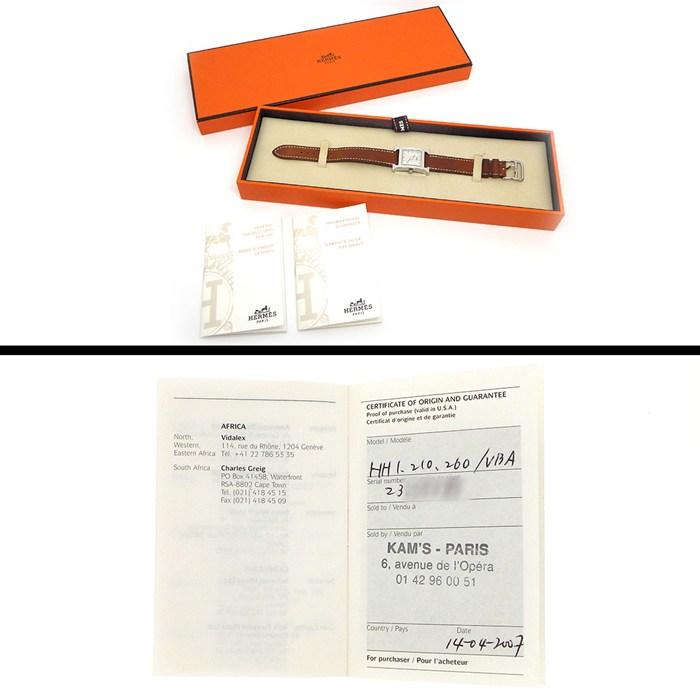 HERMES
PARIS
HERMES
HERMES
PARIS
HERMES
PARIS
AFRICA
North, Vidalex
Western, 114, rue du Rhône, 1204 Genève
Eastern Africa Tél. +41 22 786 53 35
South Africa Charles Greig
PO Box 41458, Waterfront
RSA-8802 Cape Town
Tel. (021) 418 45 15
Fax (021) 418 45 09
CERTIFICATE OF ORIGIN AND GUARANTEE
Proof of purchase (valid in U.S.A.)
Certificat d'origine et de garantie
Model / Modèle
HH1.210.260/VBA
Serial number
23
Sold to / Vendu à
Sold by / Vendu par
KAM'S - PARIS
6, avenue de l'Opéra
01 42 96 00 51
Country / Pays Date
14-04-2007
For purchaser / Pour l'acheteur